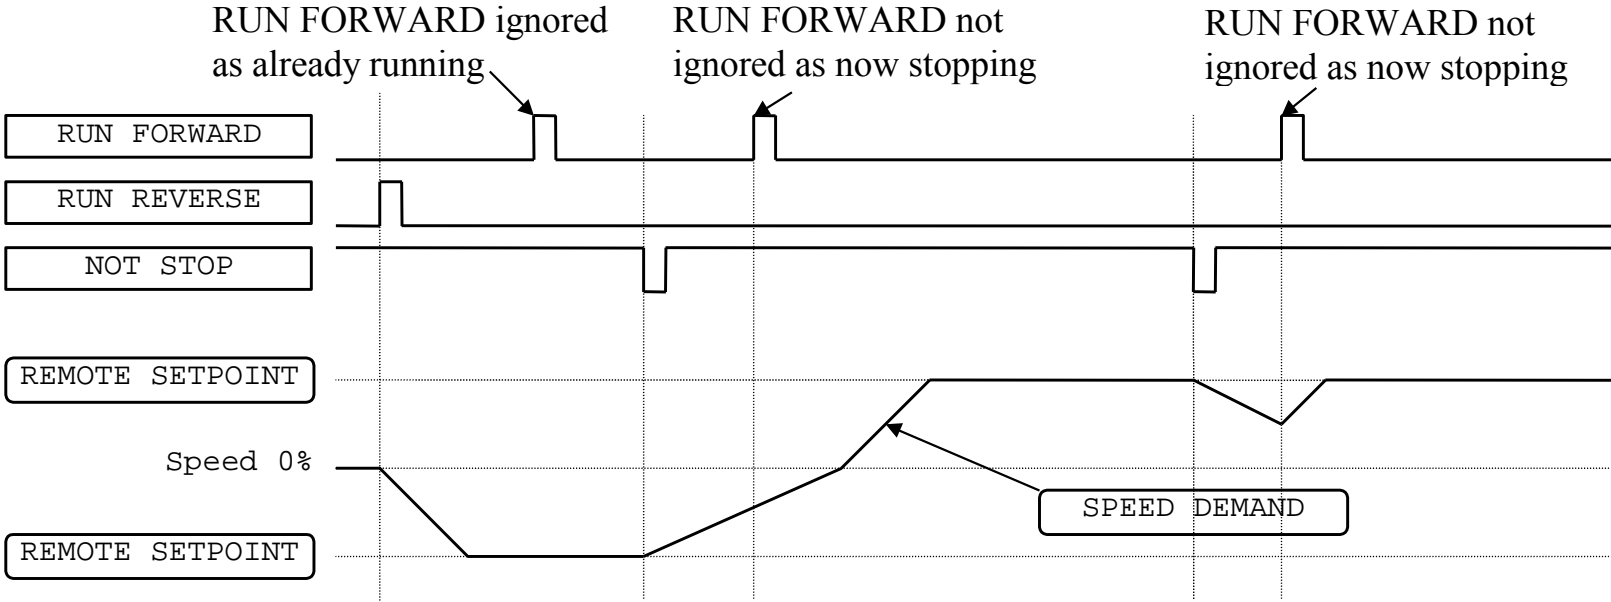 RUN FORWARD ignored
as already running
RUN FORWARD not
ignored as now stopping
RUN FORWARD not
ignored as now stopping
RUN FORWARD
RUN REVERSE
NOT STOP
REMOTE SETPOINT
Speed 0%
SPEED DEMAND
REMOTE SETPOINT